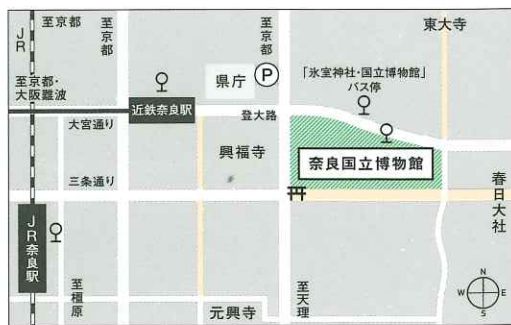 JR
至京都
至京都
至京都
東大寺
至京都・
大阪難波
県庁
P
「氷室神社・国立博物館」
バス停
近鉄奈良駅
登大路
大宮通り
興福寺
奈良国立博物館
三条通り
春日大社
JR奈良駅
至橿原
元興寺
至天理
N
W
E
S